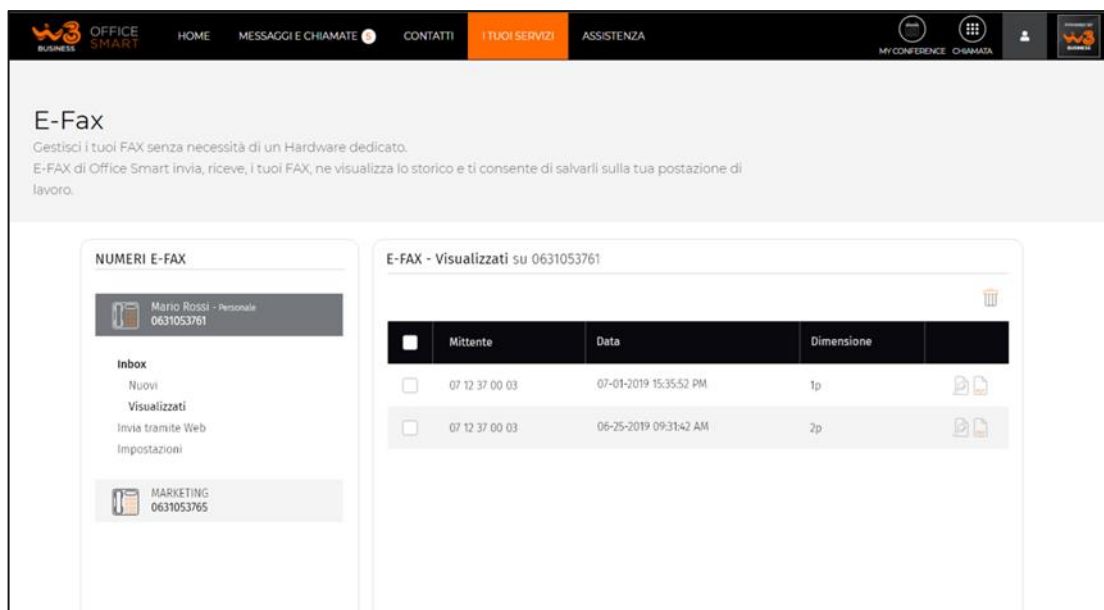 W3 OFFICE SMART BUSINESS
HOME
MESSAGGI E CHIAMATE 5
CONTATTI
I TUOI SERVIZI
ASSISTENZA
MY CONFERENCE
CHIAMATA
W3 BUSINESS
E-Fax
Gestisci i tuoi FAX senza necessità di un Hardware dedicato.
E-FAX di Office Smart invia, riceve, i tuoi FAX, ne visualizza lo storico e ti consente di salvarli sulla tua postazione di
lavoro.
NUMERI E-FAX
Mario Rossi - Personale
0631053761
Inbox
Nuovi
Visualizzati
Invia tramite Web
Impostazioni
MARKETING
0631053765
E-FAX - Visualizzati su 0631053761
Mittente Data Dimensione
07 12 37 00 03 07-01-2019 15:35:52 PM 1p
07 12 37 00 03 06-25-2019 09:31:42 AM 2p